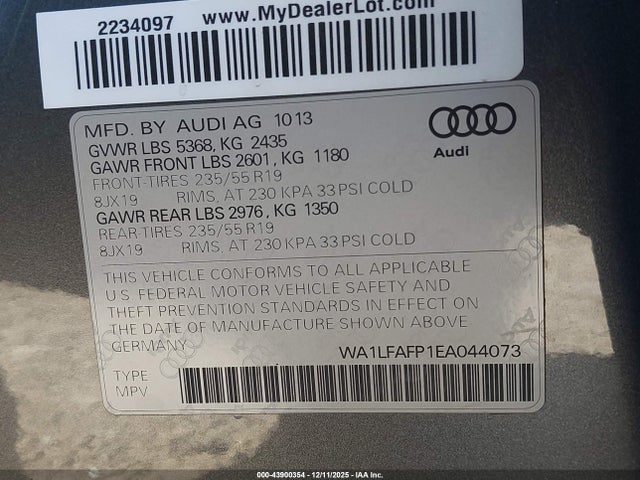 www.MyDealerLot.com
2234097
MFD. BY AUDI AG 10 13
GVWR LBS 5368, KG 2435
GAWR FRONT LBS 2601, KG 1180
FRONT-TIRES 235/55 R19
8JX19 RIMS, AT 230 KPA 33 PSI COLD
GAWR REAR LBS 2976, KG 1350
REAR-TIRES 235/55 R19
8JX19 RIMS, AT 230 KPA 33 PSI COLD
Audi
THIS VEHICLE CONFORMS TO ALL APPLICABLE
U.S. FEDERAL MOTOR VEHICLE SAFETY AND
THEFT PREVENTION STANDARDS IN EFFECT ON
THE DATE OF MANUFACTURE SHOWN ABOVE
GERMANY
WA1LFAFP1EA044073
TYPE
MPV
000-43900354 - 12/11/2025 - IAA Inc.